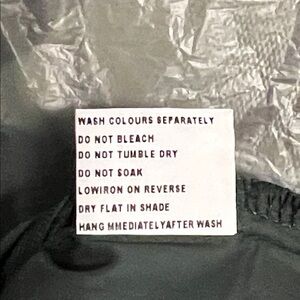 WASH COLOURS SEPARATELY
DO NOT BLEACH
DO NOT TUMBLE DRY
DO NOT SOAK
LOWIRON ON REVERSE
DRY FLAT IN SHADE
HANG MMEDIATELYAFTER WASH